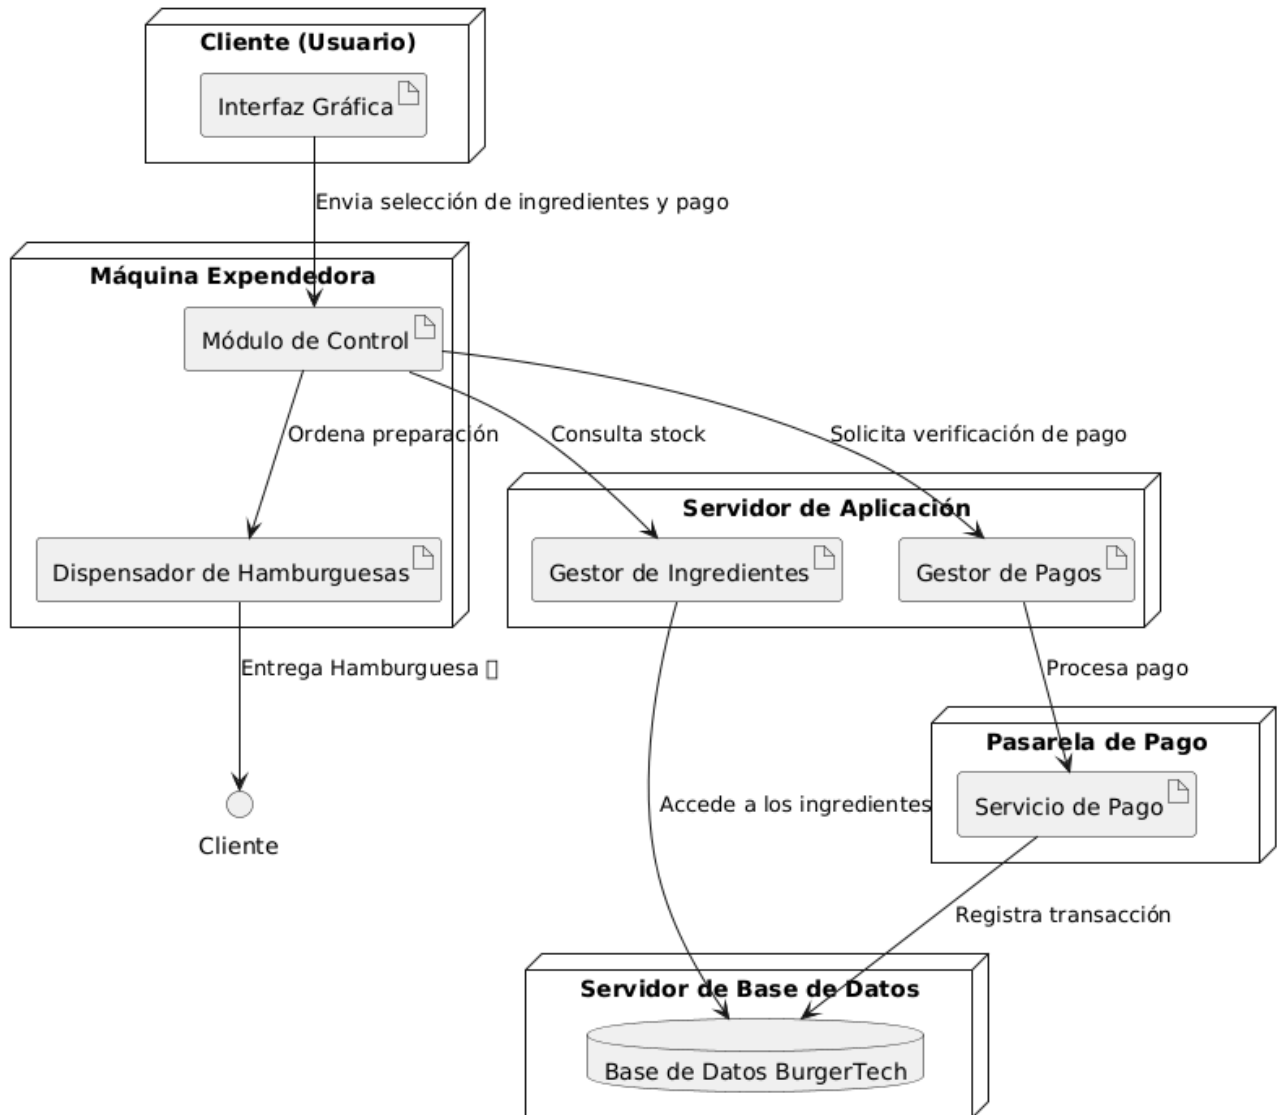 Cliente (Usuario)
Interfaz Gráfica
Envia selección de ingredientes y pago
Máquina Expendedora
Módulo de Control
Ordena preparación
Consulta stock
Solicita verificación de pago
Servidor de Aplicación
Dispensador de Hamburguesas
Gestor de Ingredientes
Gestor de Pagos
Entrega Hamburguesa
Procesa pago
Pasarela de Pago
Accede a los ingredientes
Servicio de Pago
Cliente
Registra transacción
Servidor de Base de Datos
Base de Datos BurgerTech